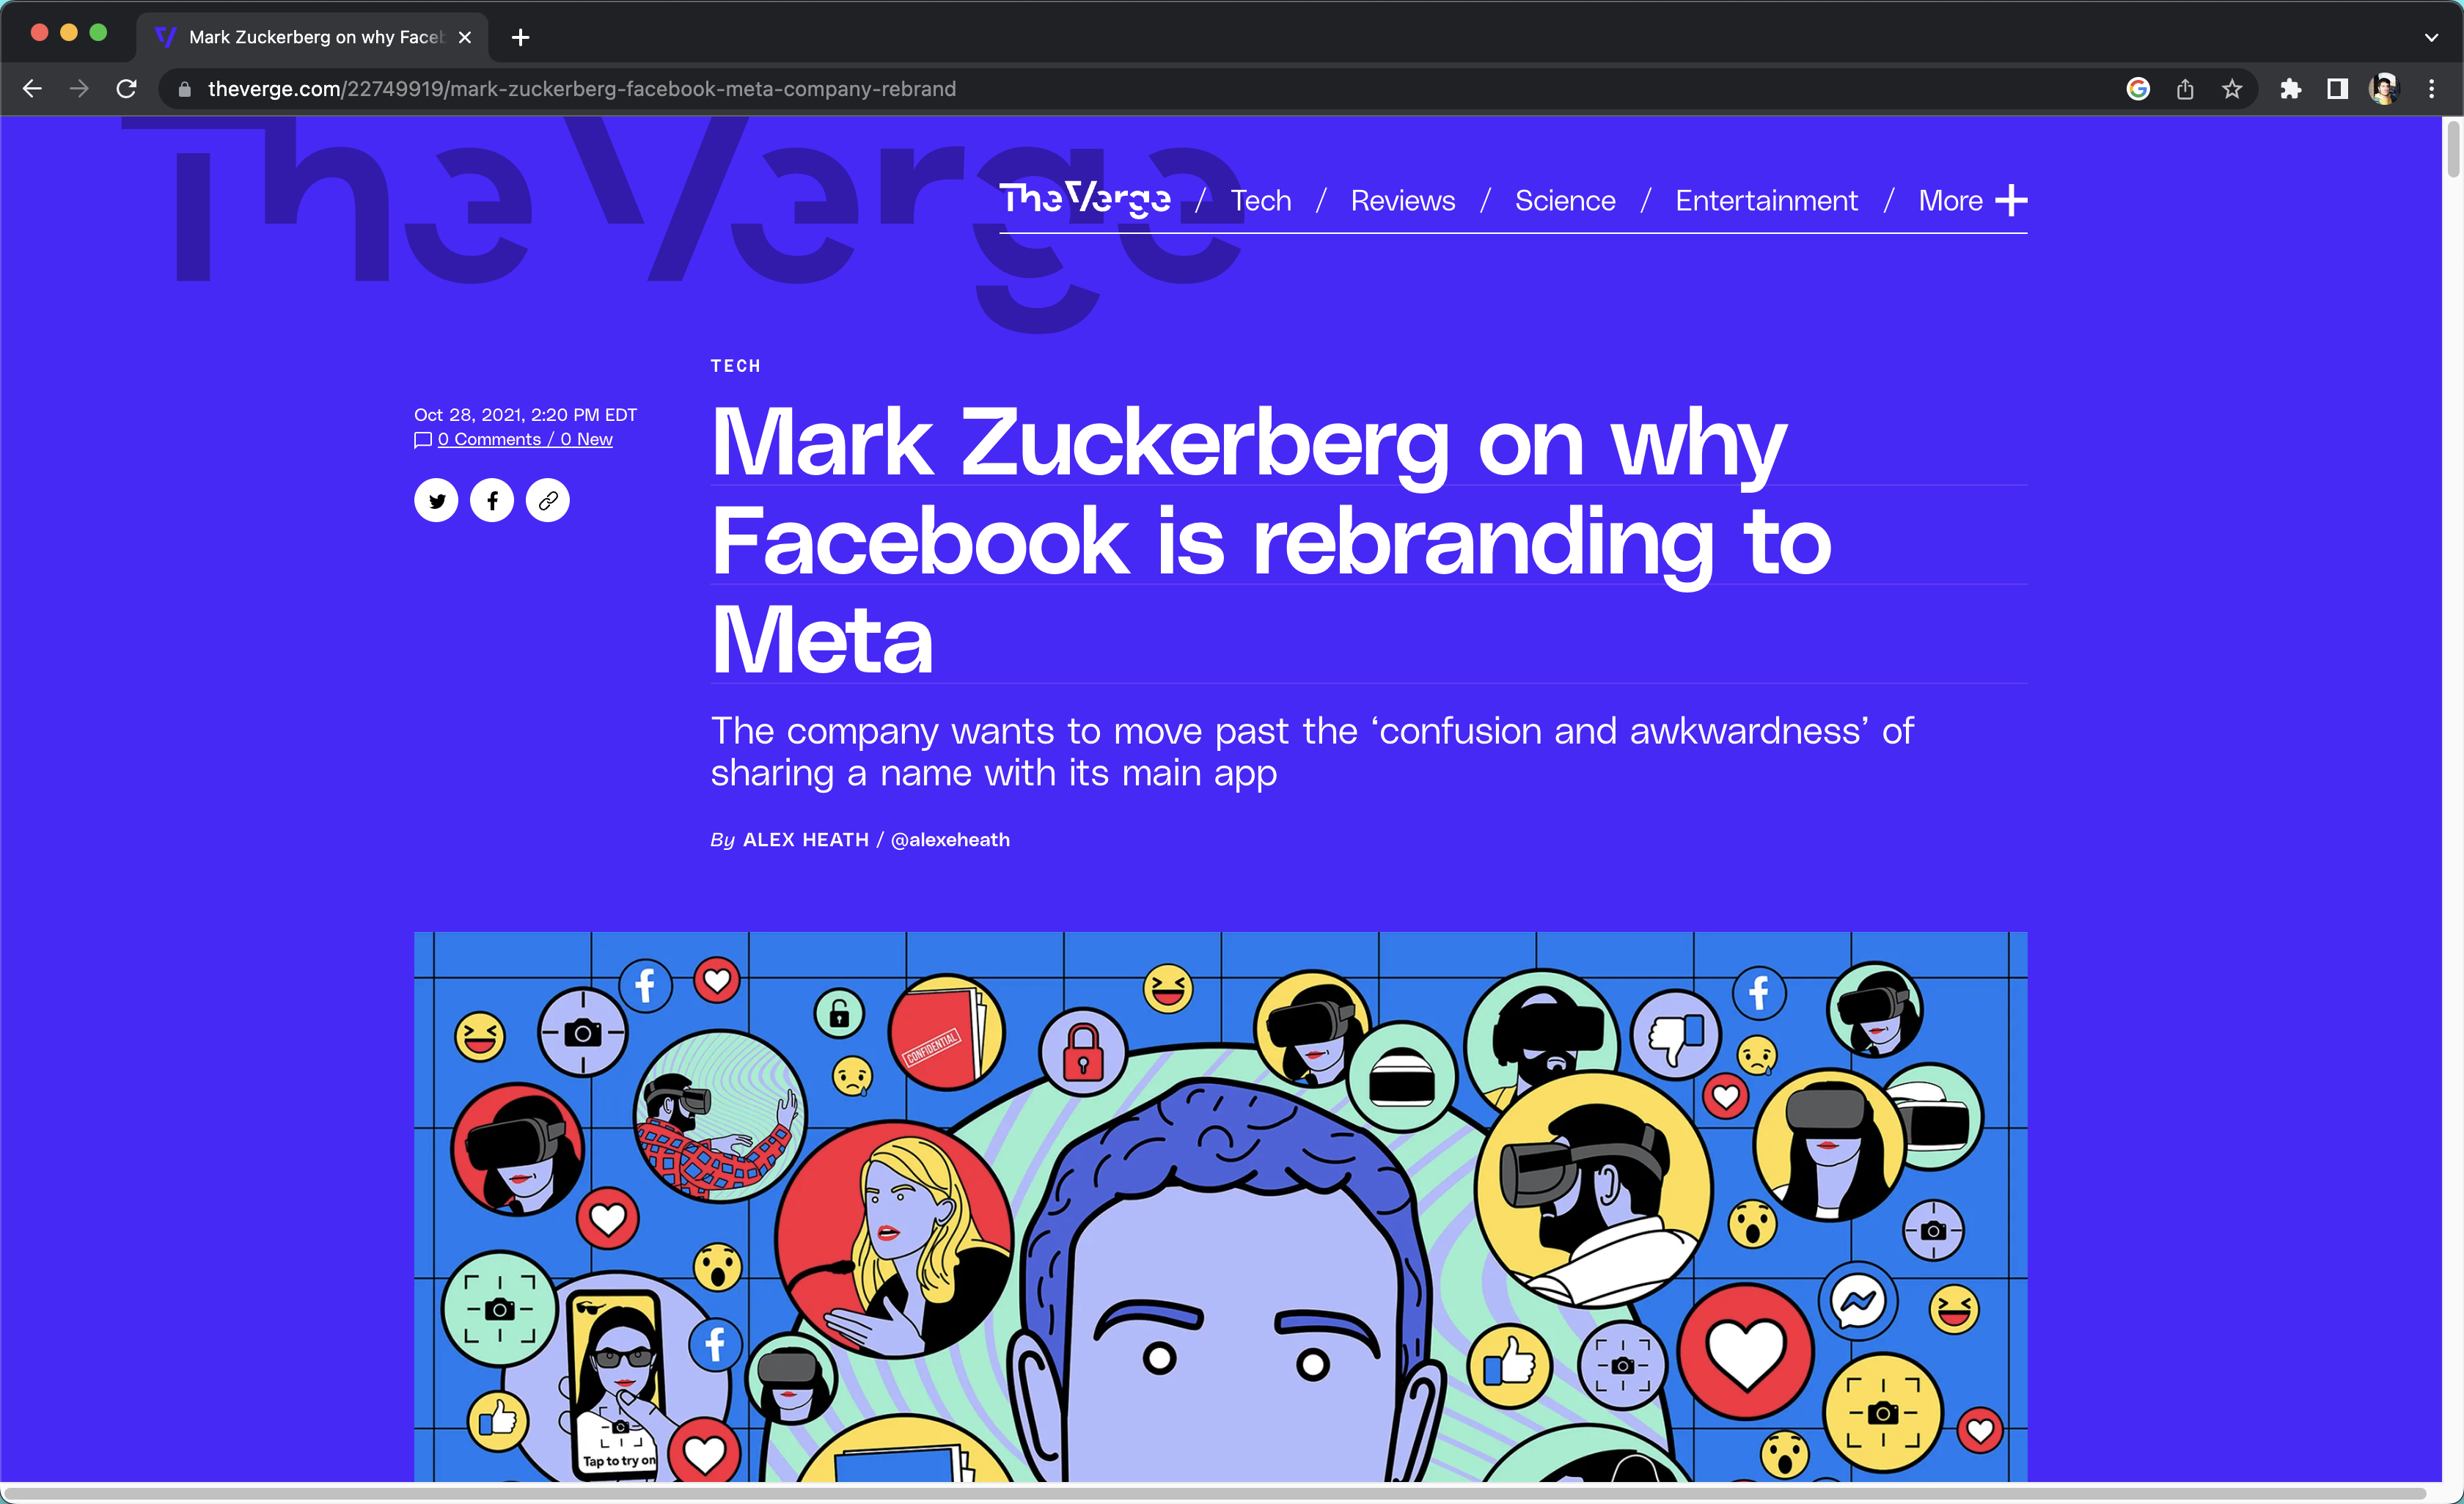 Mark Zuckerberg on why Faceb
theverge.com/22749919/mark-zuckerberg-facebook-meta-company-rebrand
The Verge
The Verge / Tech / Reviews / Science / Entertainment / More
TECH
Oct 28, 2021, 2:20 PM EDT
0 Comments / 0 New
Mark Zuckerberg on why
Facebook is rebranding to
Meta
The company wants to move past the ‘confusion and awkwardness’ of
sharing a name with its main app
By ALEX HEATH / @alexeheath
CONFIDENTIAL
Tap to try on